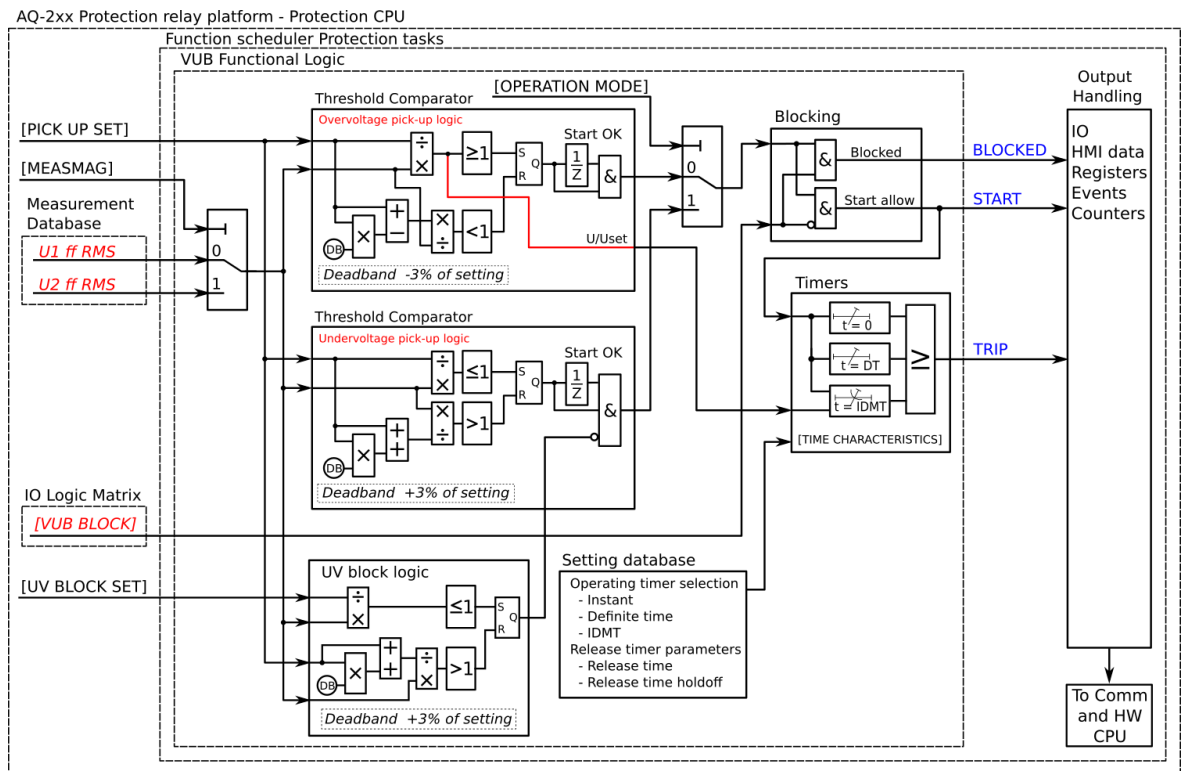 AQ-2xx Protection relay platform - Protection CPU
Function scheduler Protection tasks
VUB Functional Logic
[PICK UP SET]
[MEASMAG]
Measurement
Database
U1 ff RMS
U2 ff RMS
0
1
Threshold Comparator
Overvoltage pick-up logic
÷
×
≥1
S
R
Q
Start OK
1
Z
&
+
−
×
DB
×
÷
<1
U/Uset
Deadband -3% of setting
[OPERATION MODE]
0
1
Blocking
&
Blocked
&
Start allow
BLOCKED
START
Output
Handling
IO
HMI data
Registers
Events
Counters
Threshold Comparator
Undervoltage pick-up logic
÷
×
≤1
S
R
Q
Start OK
1
Z
&
×
÷
>1
+
+
×
DB
Deadband +3% of setting
Timers
t = 0
t = DT
t = IDMT
≥
[TIME CHARACTERISTICS]
TRIP
IO Logic Matrix
[VUB BLOCK]
[UV BLOCK SET]
UV block logic
÷
×
≤1
S
R
Q
+
+
×
DB
÷
×
>1
Deadband +3% of setting
Setting database
Operating timer selection
- Instant
- Definite time
- IDMT
Release timer parameters
- Release time
- Release time holdoff
To Comm
and HW
CPU